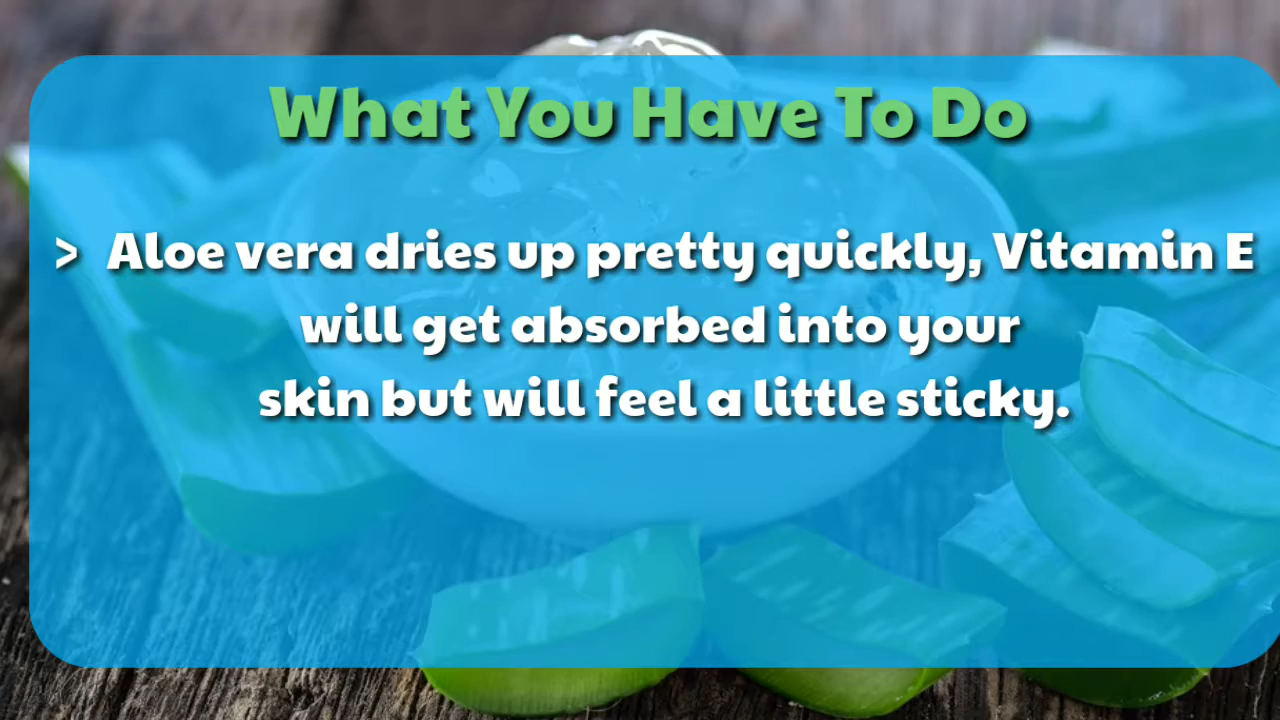 What You Have To Do
> Aloe vera dries up pretty quickly, Vitamin E
will get absorbed into your
skin but will feel a little sticky.